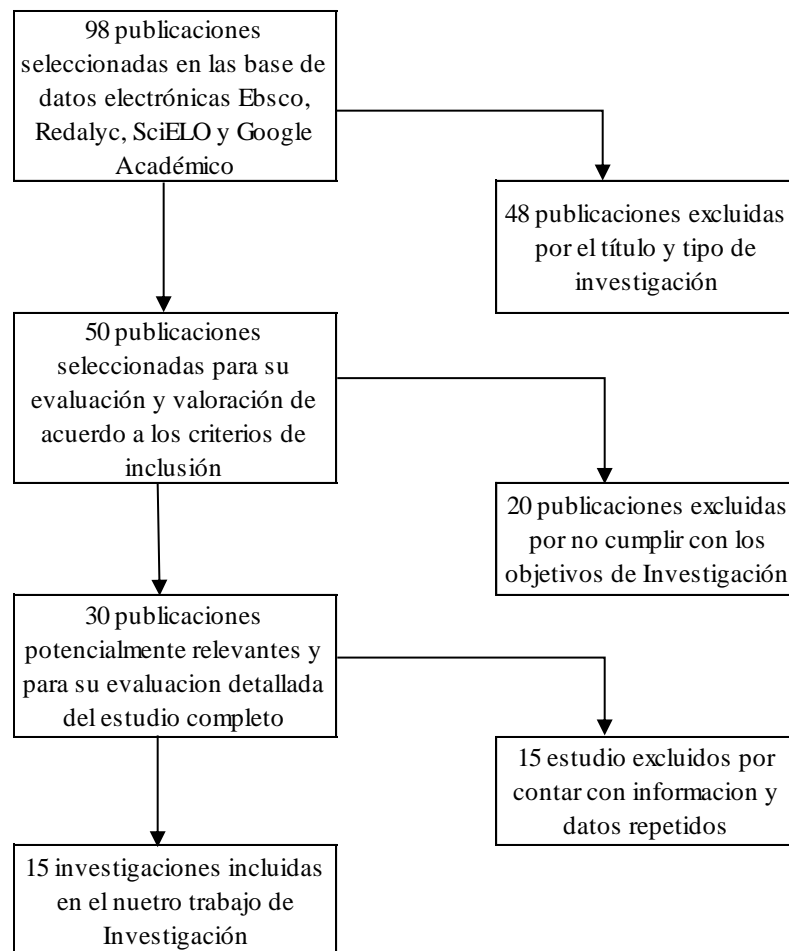 98 publicaciones
seleccionadas en las base de
datos electrónicas Ebsco,
Redalyc, SciELO y Google
Académico
48 publicaciones excluidas
por el título y tipo de
investigación
50 publicaciones
seleccionadas para su
evaluación y valoración de
acuerdo a los criterios de
inclusión
20 publicaciones excluidas
por no cumplir con los
objetivos de Investigación
30 publicaciones
potencialmente relevantes y
para su evaluacion detallada
del estudio completo
15 estudio excluidos por
contar con informacion y
datos repetidos
15 investigaciones incluidas
en el nuetro trabajo de
Investigación